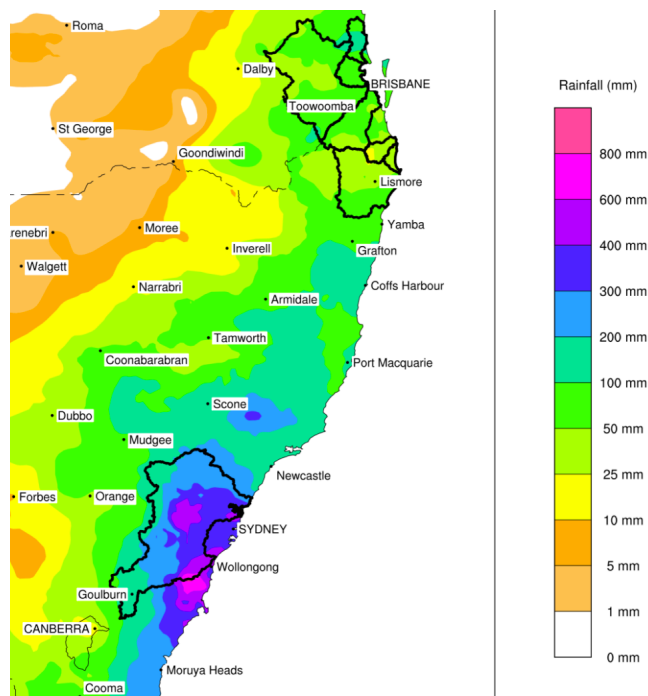 Roma
Dalby
BRISBANE
Toowoomba
St George
Goondiwindi
Lismore
Yamba
Moree
renebri
Inverell
Grafton
Walgett
Narrabri
Coffs Harbour
Armidale
Tamworth
Coonabarabran
Port Macquarie
Scone
Dubbo
Mudgee
Newcastle
Forbes
Orange
SYDNEY
Wollongong
Goulburn
CANBERRA
Moruya Heads
Cooma
Rainfall (mm)
800 mm
600 mm
400 mm
300 mm
200 mm
100 mm
50 mm
25 mm
10 mm
5 mm
1 mm
0 mm